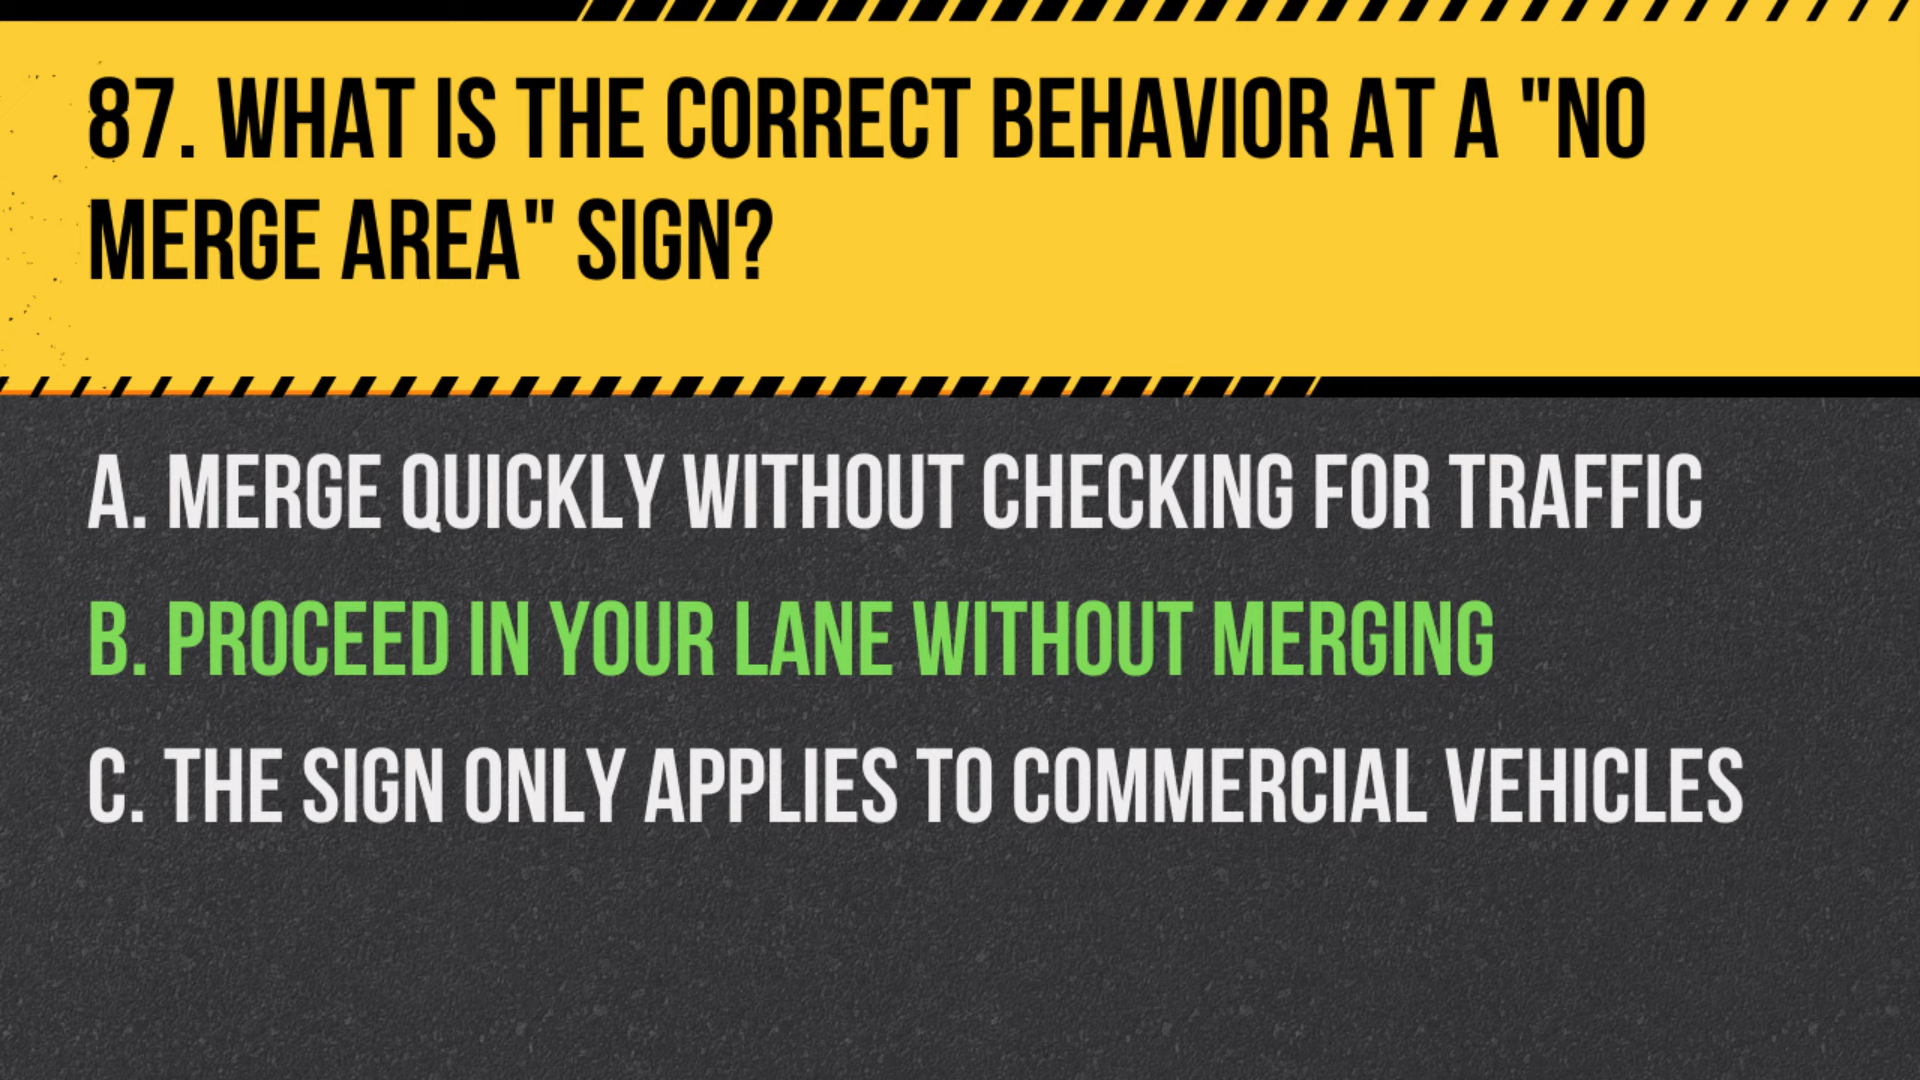 87. WHAT IS THE CORRECT BEHAVIOR AT A "NO
MERGE AREA" SIGN?
A. MERGE QUICKLY WITHOUT CHECKING FOR TRAFFIC
B. PROCEED IN YOUR LANE WITHOUT MERGING
C. THE SIGN ONLY APPLIES TO COMMERCIAL VEHICLES